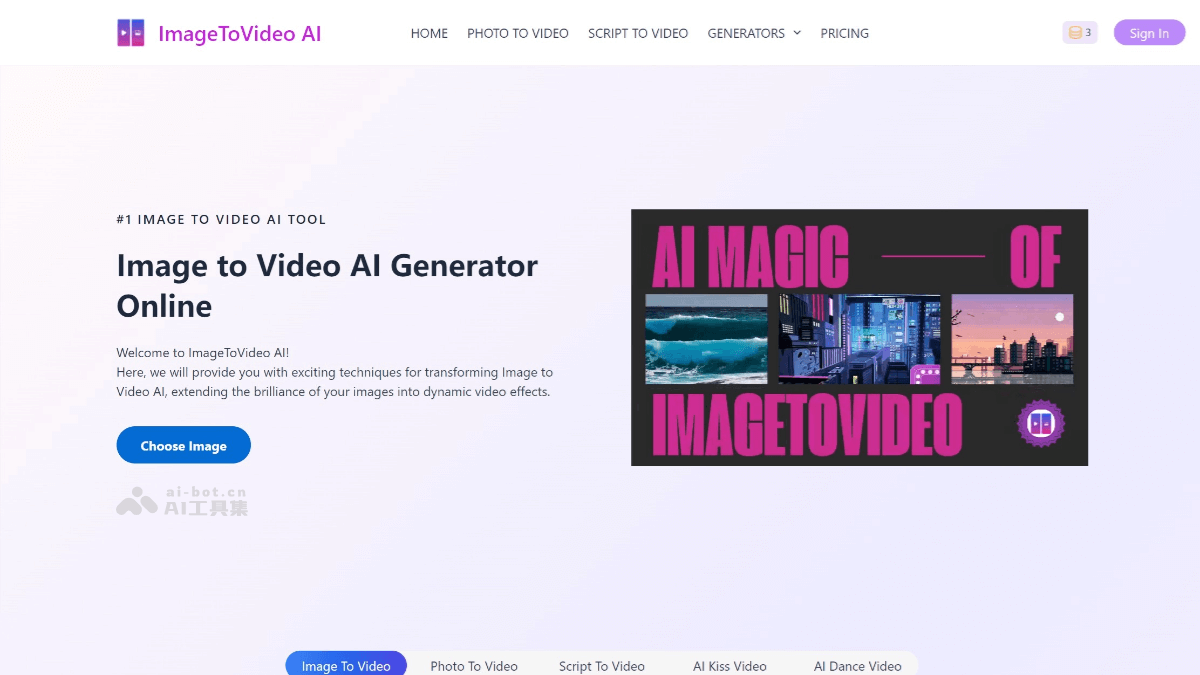 ImageToVideo AI
HOME
PHOTO TO VIDEO
SCRIPT TO VIDEO
GENERATORS
PRICING
3
Sign In
#1 IMAGE TO VIDEO AI TOOL
Image to Video AI Generator
Online
Welcome to ImageToVideo AI!
Here, we will provide you with exciting techniques for transforming Image to
Video AI, extending the brilliance of your images into dynamic video effects.
Choose Image
ai-bot.cn
AI工具集
AI MAGIC OF
IMAGETOVIDEO
Image To Video
Photo To Video
Script To Video
AI Kiss Video
AI Dance Video